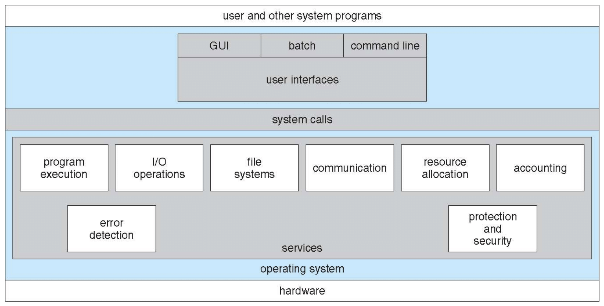 user and other system programs
GUI
batch
command line
user interfaces
system calls
program
execution
I/O
operations
file
systems
communication
resource
allocation
accounting
error
detection
protection
and
security
services
operating system
hardware